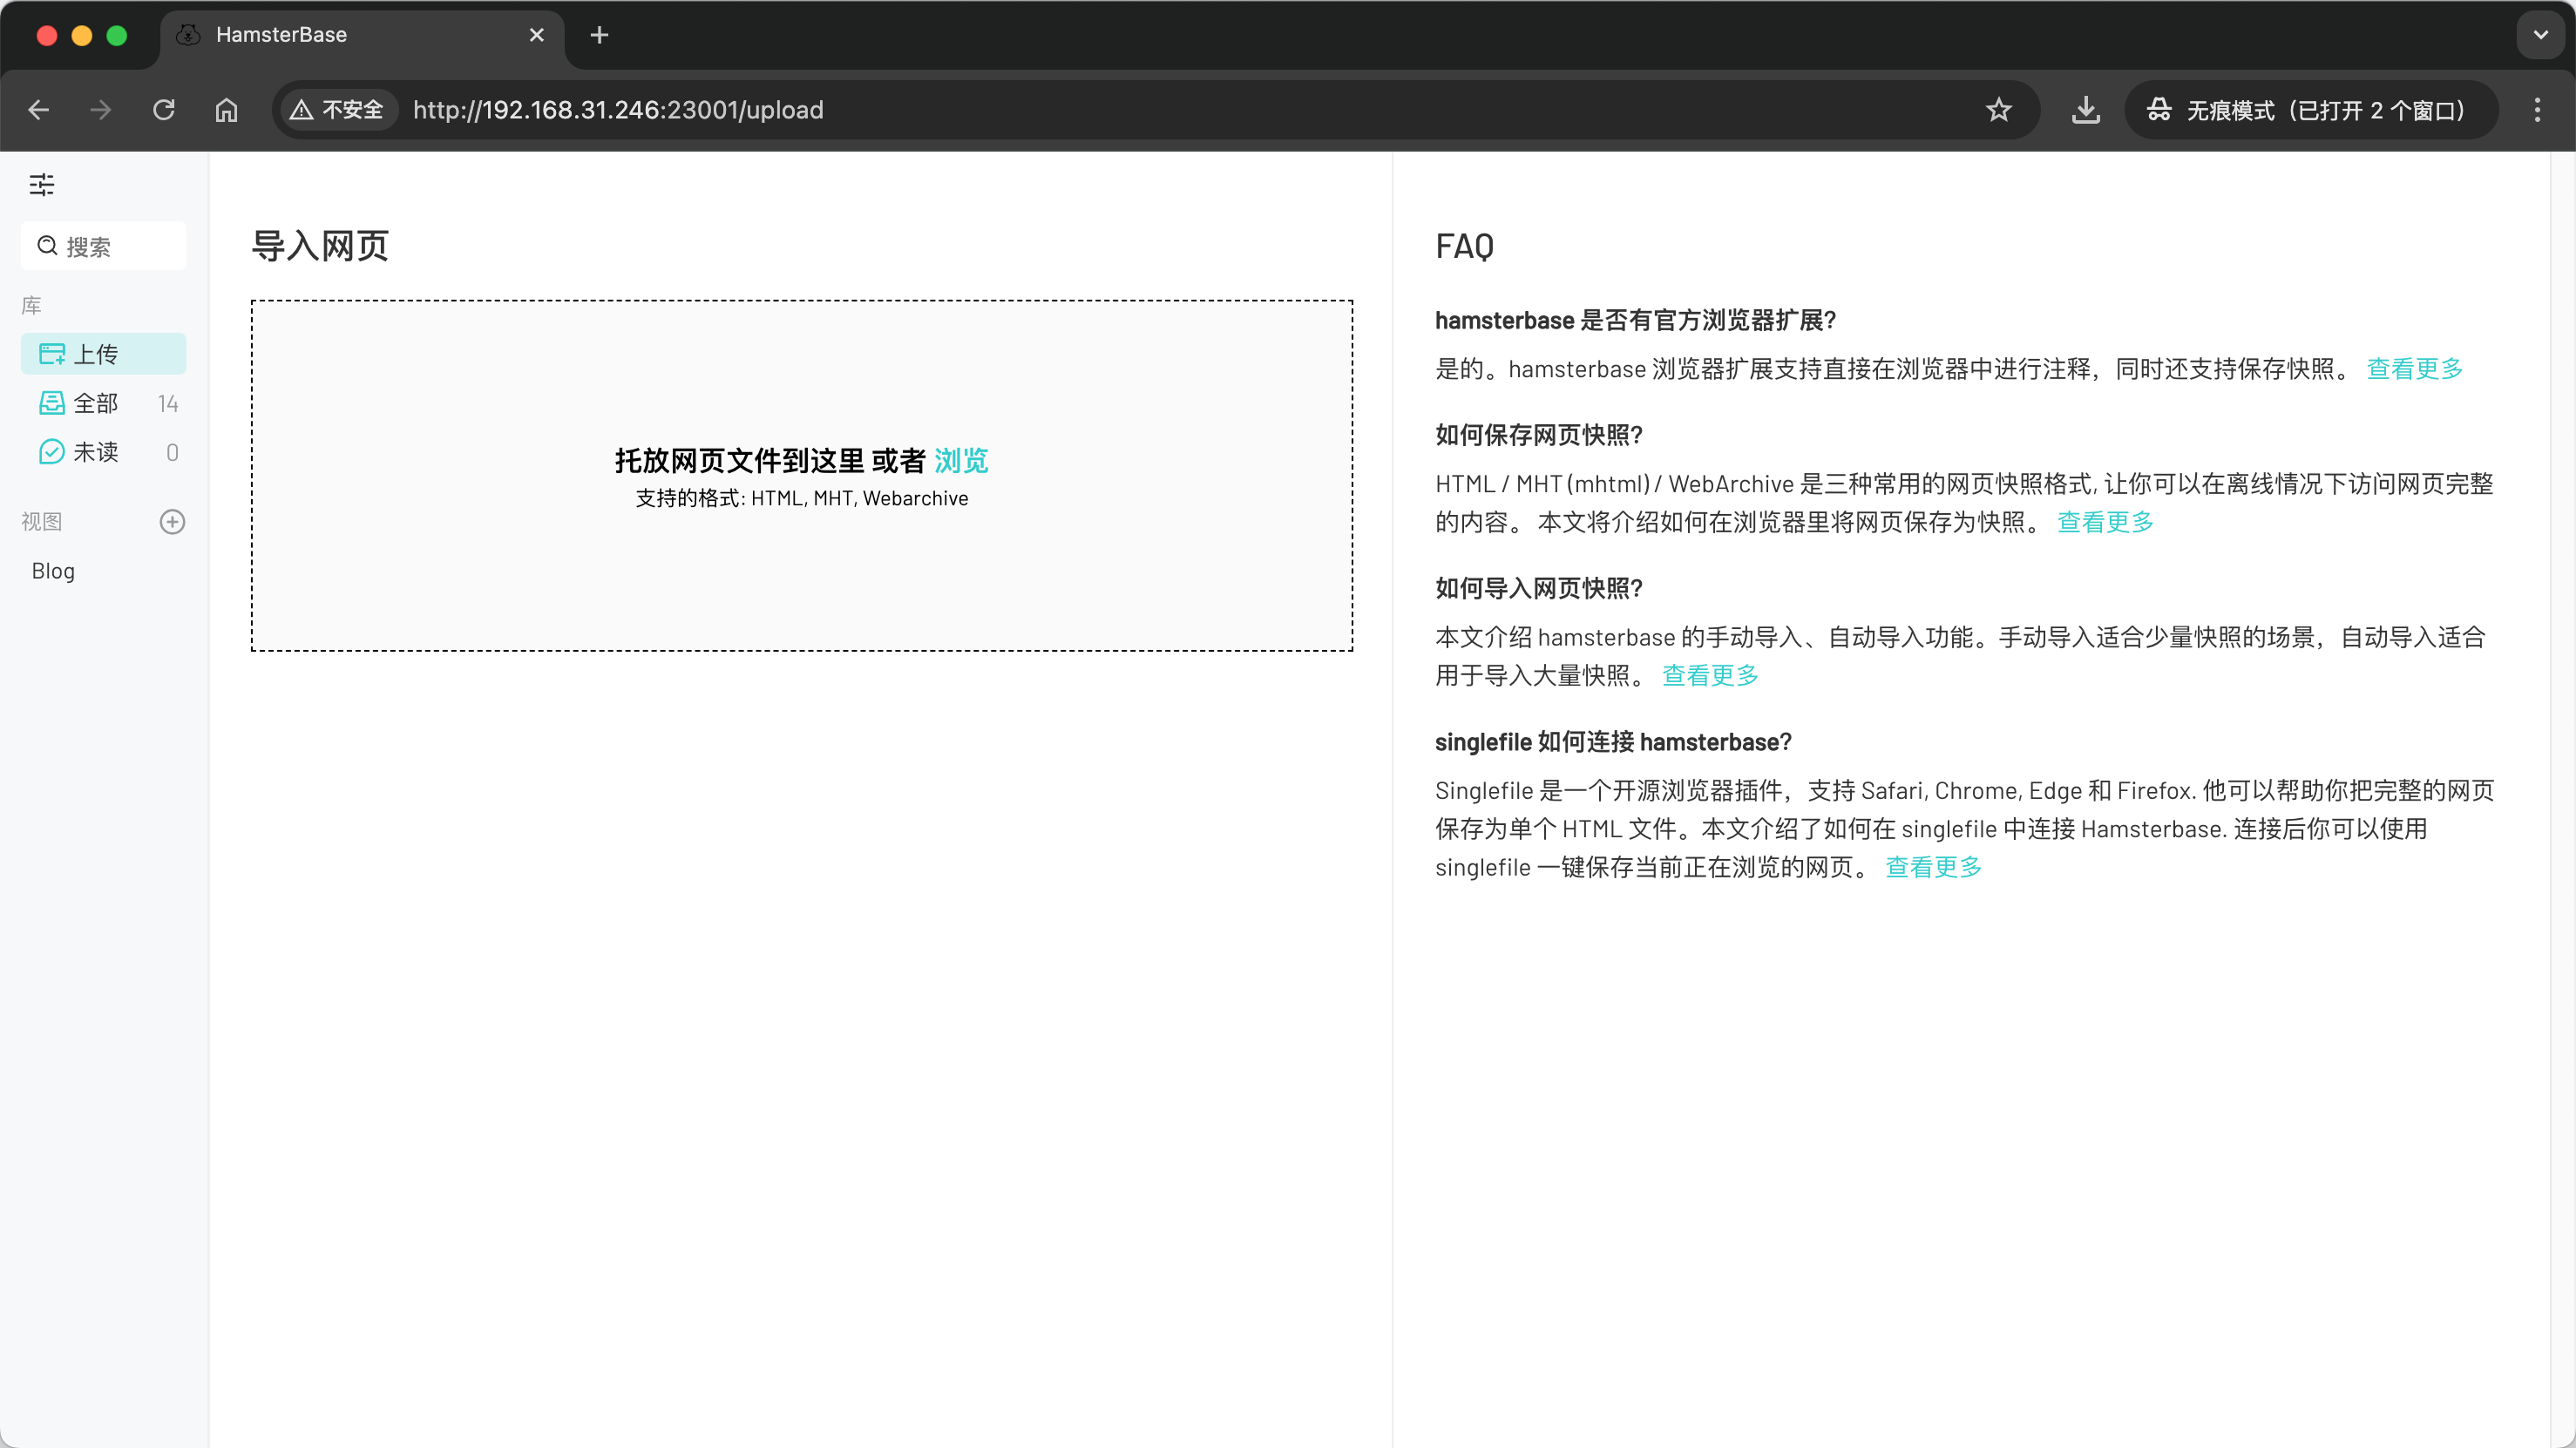 HamsterBase
不安全
http://192.168.31.246:23001/upload
无痕模式（已打开 2 个窗口）
搜索
库
上传
全部 14
未读 0
视图
Blog
导入网页
托放网页文件到这里 或者 浏览
支持的格式: HTML, MHT, Webarchive
FAQ
hamsterbase 是否有官方浏览器扩展?
是的。hamsterbase 浏览器扩展支持直接在浏览器中进行注释，同时还支持保存快照。 查看更多
如何保存网页快照?
HTML / MHT (mhtml) / WebArchive 是三种常用的网页快照格式, 让你可以在离线情况下访问网页完整
的内容。 本文将介绍如何在浏览器里将网页保存为快照。 查看更多
如何导入网页快照?
本文介绍 hamsterbase 的手动导入、自动导入功能。手动导入适合少量快照的场景，自动导入适合
用于导入大量快照。 查看更多
singlefile 如何连接 hamsterbase?
Singlefile 是一个开源浏览器插件，支持 Safari, Chrome, Edge 和 Firefox. 他可以帮助你把完整的网页
保存为单个 HTML 文件。本文介绍了如何在 singlefile 中连接 Hamsterbase. 连接后你可以使用
singlefile 一键保存当前正在浏览的网页。 查看更多